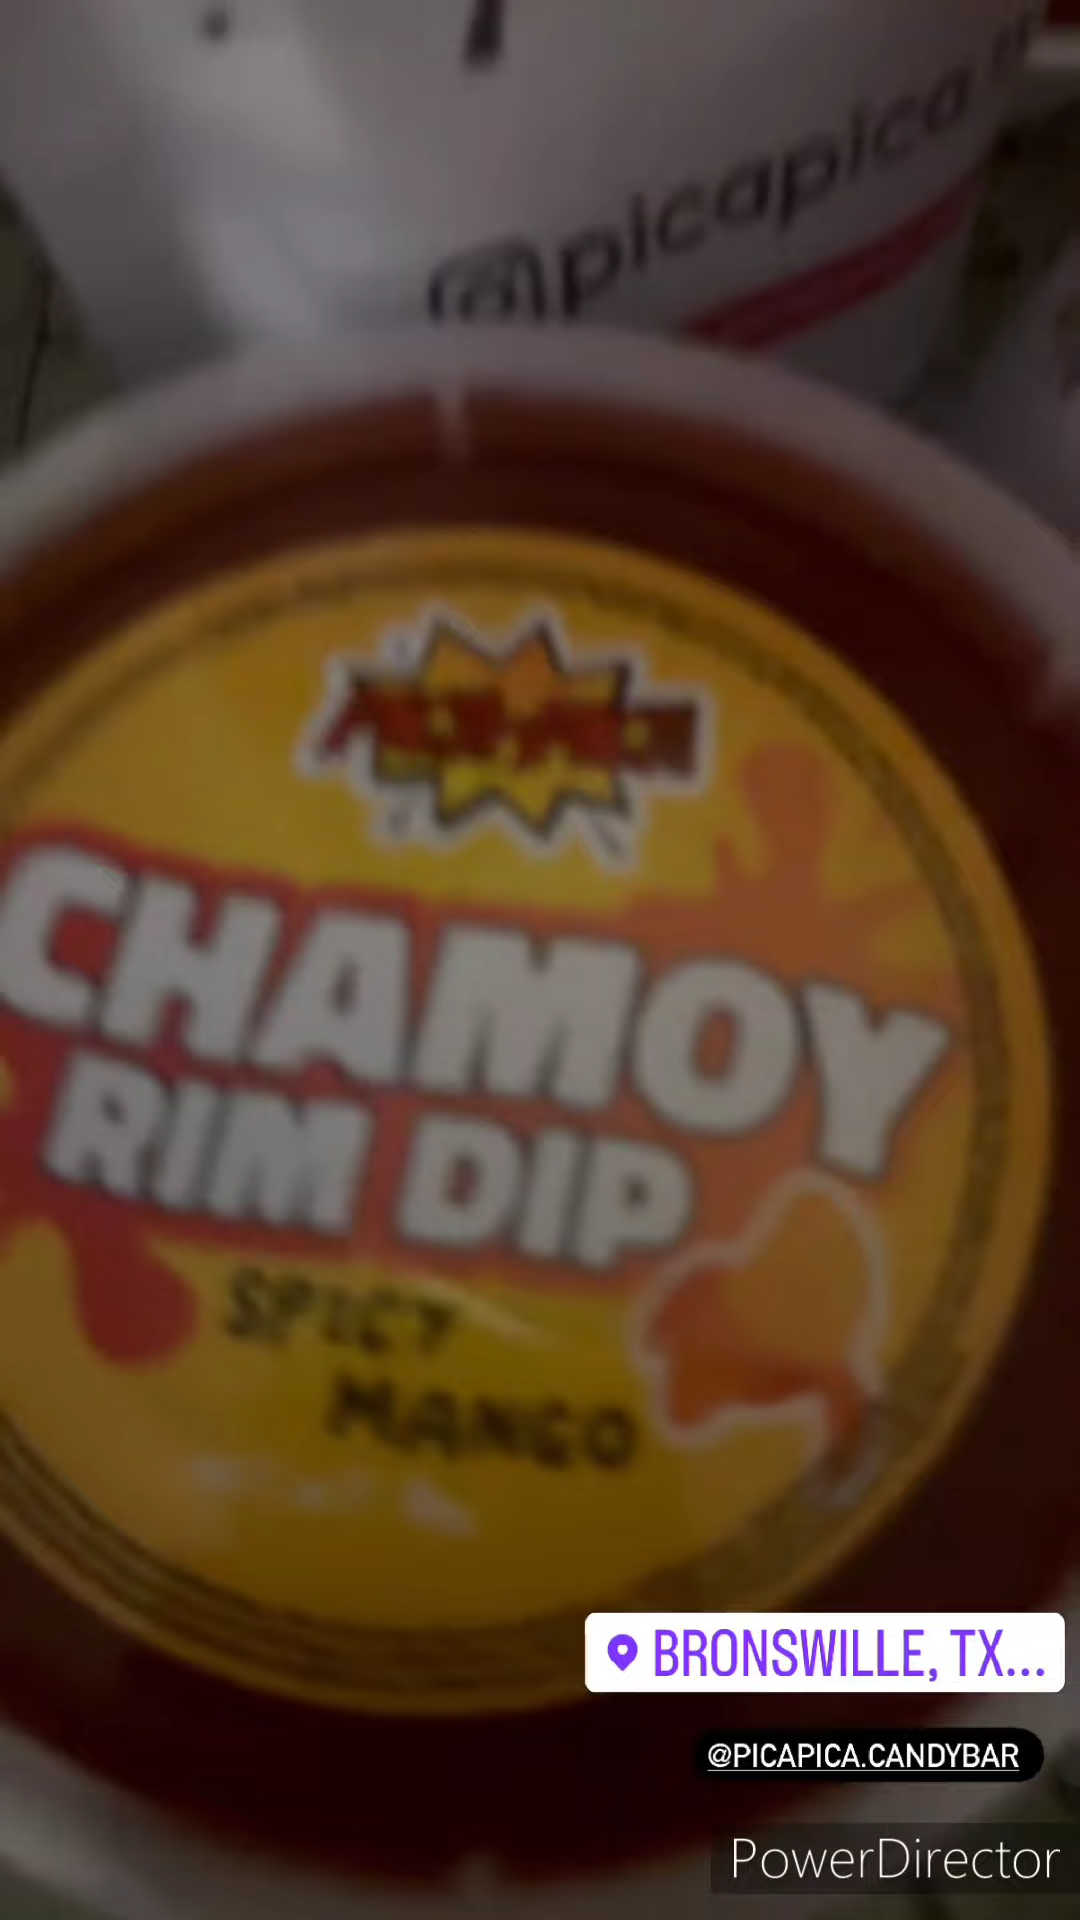 @picapica
CHAMOY
RIM DIP
SPICY
MANGO
BRONSWILLE, TX...
@PICAPICA.CANDYBAR
PowerDirector